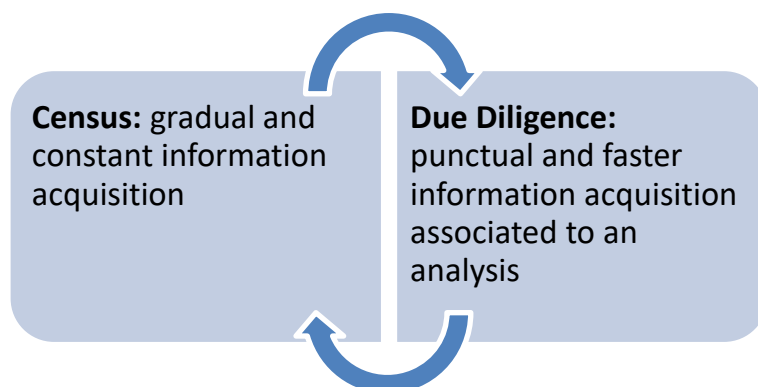 Census: gradual and
constant information
acquisition
Due Diligence:
punctual and faster
information acquisition
associated to an
analysis